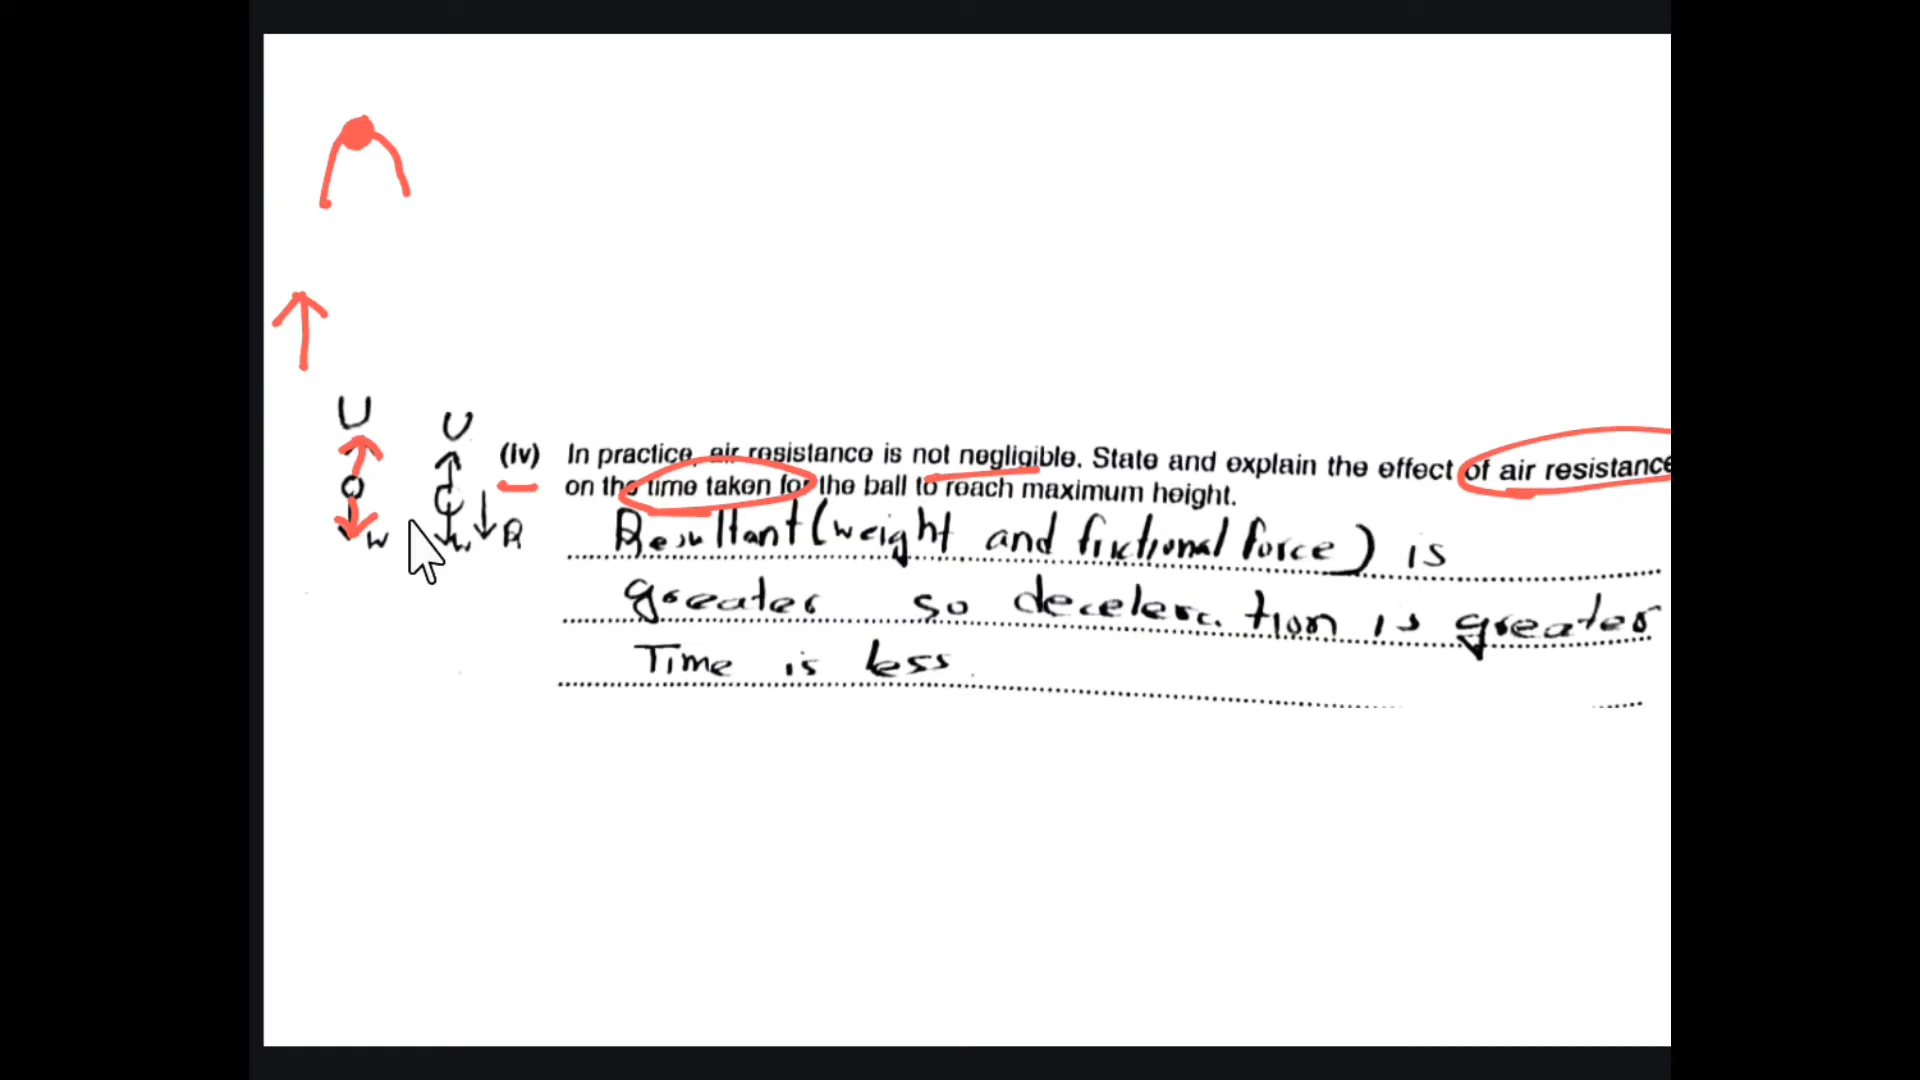 U U
(iv) In practice, air resistance is not negligible. State and explain the effect of air resistance
on the time taken for the ball to reach maximum height.
W W R
Resultant (weight and frictional force) is
greater so deceleration is greater
Time is less.